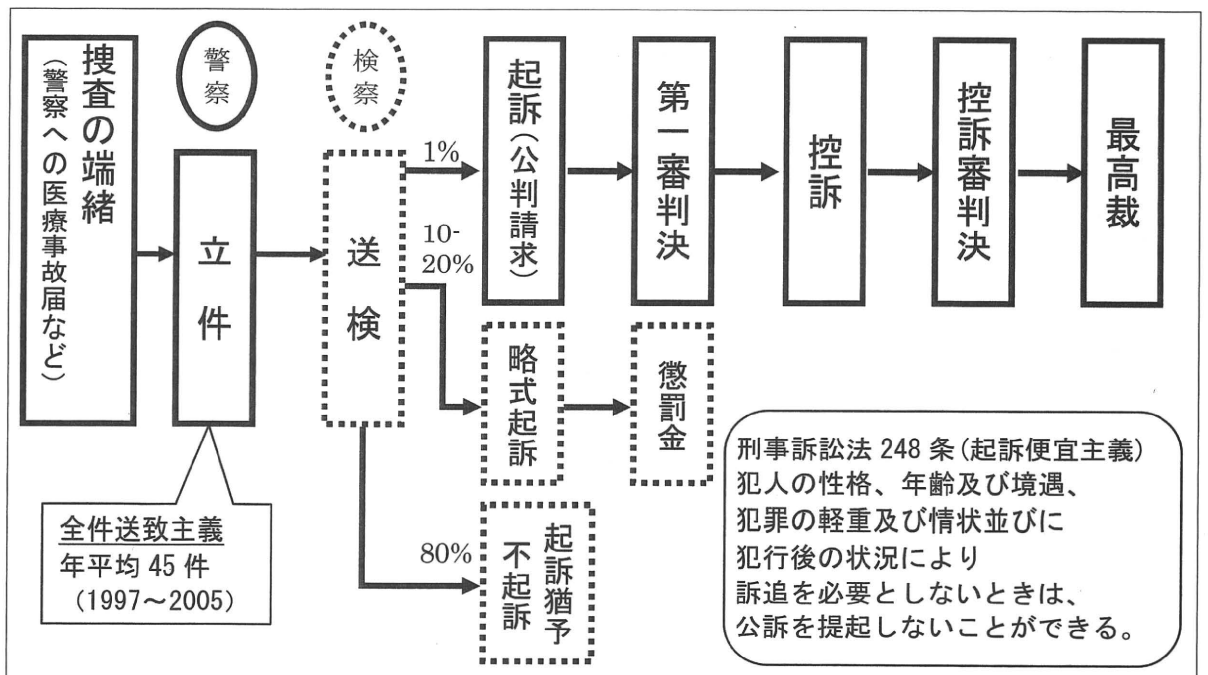 捜査の端緒
（警察への医療事故届など）
警察
立件
検察
送検
1%
10-
20%
80%
起訴（公判請求）
第一審判決
控訴
控訴審判決
最高裁
略式起訴
懲罰金
起訴猶予
不起訴
全件送致主義
年平均 45 件
（1997～2005）
刑事訴訟法 248 条（起訴便宜主義）
犯人の性格、年齢及び境遇、
犯罪の軽重及び情状並びに
犯行後の状況により
訴追を必要としないときは、
公訴を提起しないことができる。